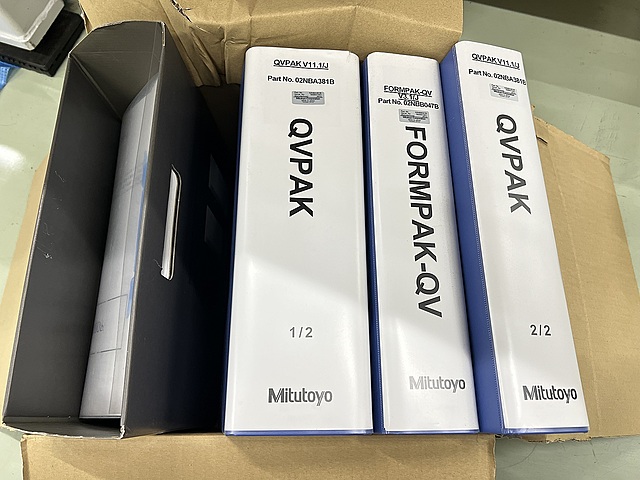 QVPAK V11.1/J
Part No. 02NBA381B
QVPAK
1/2
Mitutoyo
FORMPAK-QV
V3.1/J
Part No. 02NBB047B
FORMPAK-QV
Mitutoyo
QVPAK V11.1/J
Part No. 02NBA381B
QVPAK
2/2
Mitutoyo